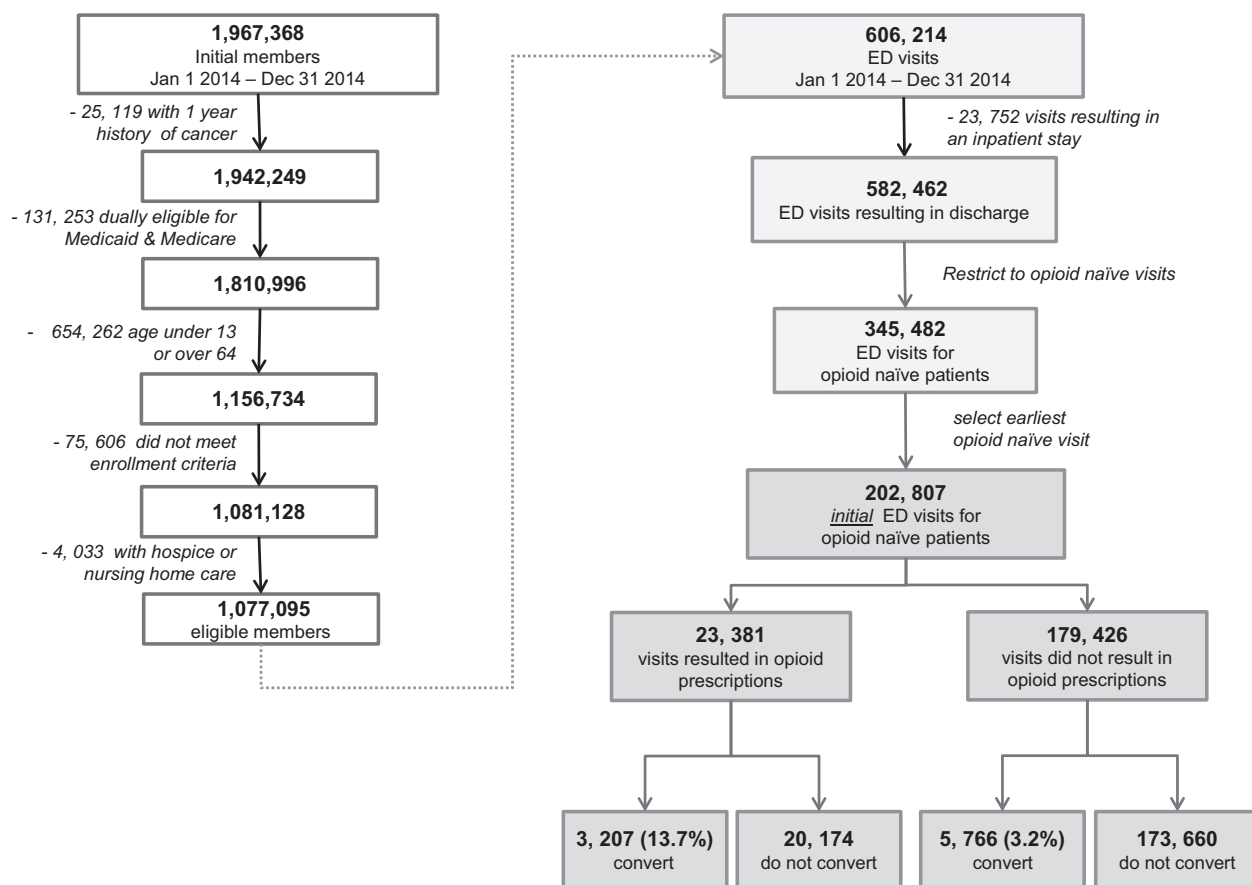 1,967,368
Initial members
Jan 1 2014 – Dec 31 2014
- 25, 119 with 1 year
history of cancer
1,942,249
- 131, 253 dually eligible for
Medicaid & Medicare
1,810,996
- 654, 262 age under 13
or over 64
1,156,734
- 75, 606 did not meet
enrollment criteria
1,081,128
- 4, 033 with hospice or
nursing home care
1,077,095
eligible members
606, 214
ED visits
Jan 1 2014 – Dec 31 2014
- 23, 752 visits resulting in
an inpatient stay
582, 462
ED visits resulting in discharge
Restrict to opioid naïve visits
345, 482
ED visits for
opioid naïve patients
select earliest
opioid naïve visit
202, 807
initial ED visits for
opioid naïve patients
23, 381
visits resulted in opioid
prescriptions
179, 426
visits did not result in
opioid prescriptions
3, 207 (13.7%)
convert
20, 174
do not convert
5, 766 (3.2%)
convert
173, 660
do not convert